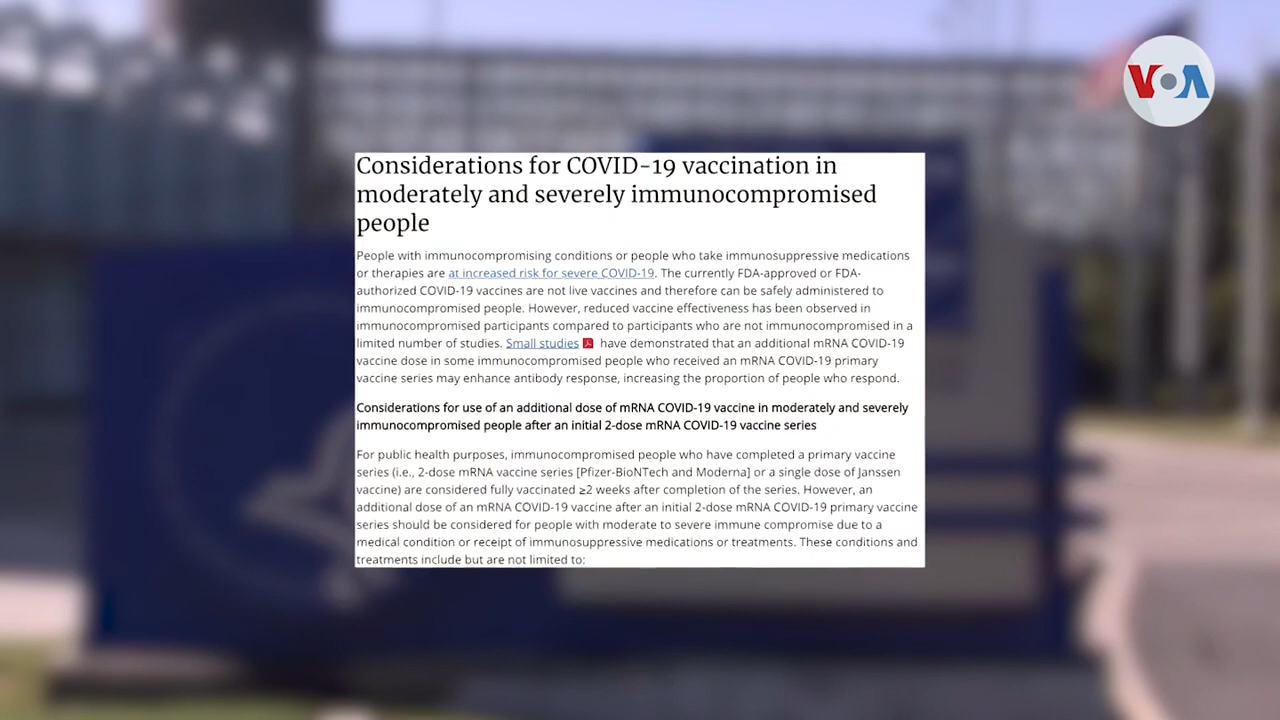 VOA
Considerations for COVID-19 vaccination in
moderately and severely immunocompromised
people
People with immunocompromising conditions or people who take immunosuppressive medications
or therapies are at increased risk for severe COVID-19. The currently FDA-approved or FDA-
authorized COVID-19 vaccines are not live vaccines and therefore can be safely administered to
immunocompromised people. However, reduced vaccine effectiveness has been observed in
immunocompromised participants compared to participants who are not immunocompromised in a
limited number of studies. Small studies have demonstrated that an additional mRNA COVID-19
vaccine dose in some immunocompromised people who received an mRNA COVID-19 primary
vaccine series may enhance antibody response, increasing the proportion of people who respond.
Considerations for use of an additional dose of mRNA COVID-19 vaccine in moderately and severely
immunocompromised people after an initial 2-dose mRNA COVID-19 vaccine series
For public health purposes, immunocompromised people who have completed a primary vaccine
series (i.e., 2-dose mRNA vaccine series [Pfizer-BioNTech and Moderna] or a single dose of Janssen
vaccine) are considered fully vaccinated ≥2 weeks after completion of the series. However, an
additional dose of an mRNA COVID-19 vaccine after an initial 2-dose mRNA COVID-19 primary vaccine
series should be considered for people with moderate to severe immune compromise due to a
medical condition or receipt of immunosuppressive medications or treatments. These conditions and
treatments include but are not limited to: